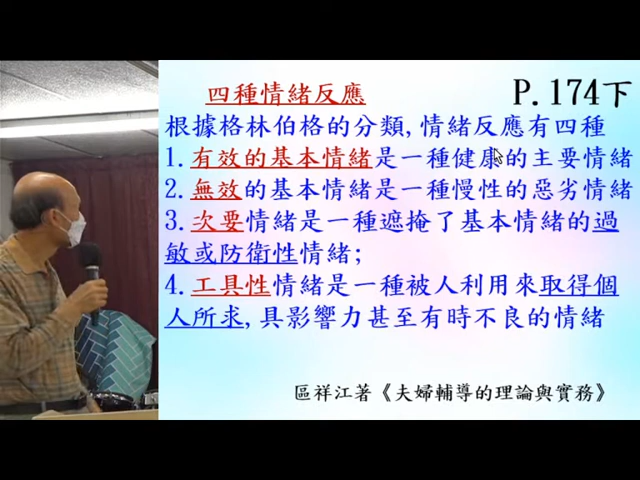 四種情緒反應
P.174下
根據格林伯格的分類,情緒反應有四種
1.有效的基本情緒是一種健康的主要情緒
2.無效的基本情緒是一種慢性的惡劣情緒
3.次要情緒是一種遮掩了基本情緒的過
敏或防衛性情緒;
4.工具性情緒是一種被人利用來取得個
人所求,具影響力甚至有時不良的情緒
區祥江著《夫婦輔導的理論與實務》